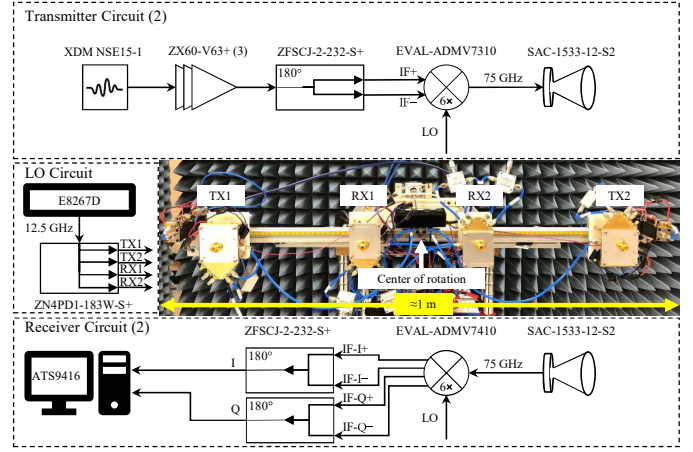 Transmitter Circuit (2)
XDM NSE15-1
ZX60-V63+ (3)
ZFSCJ-2-232-S+
EVAL-ADMV7310
SAC-1533-12-S2
180°
IF+
IF−
6×
75 GHz
LO
LO Circuit
E8267D
12.5 GHz
TX1
TX2
RX1
RX2
ZN4PD1-183W-S+
TX1
RX1
RX2
TX2
Center of rotation
≈1 m
Receiver Circuit (2)
ZFSCJ-2-232-S+
EVAL-ADMV7410
SAC-1533-12-S2
ATS9416
I
180°
IF-I+
IF-I−
Q
180°
IF-Q+
IF-Q−
6×
75 GHz
LO